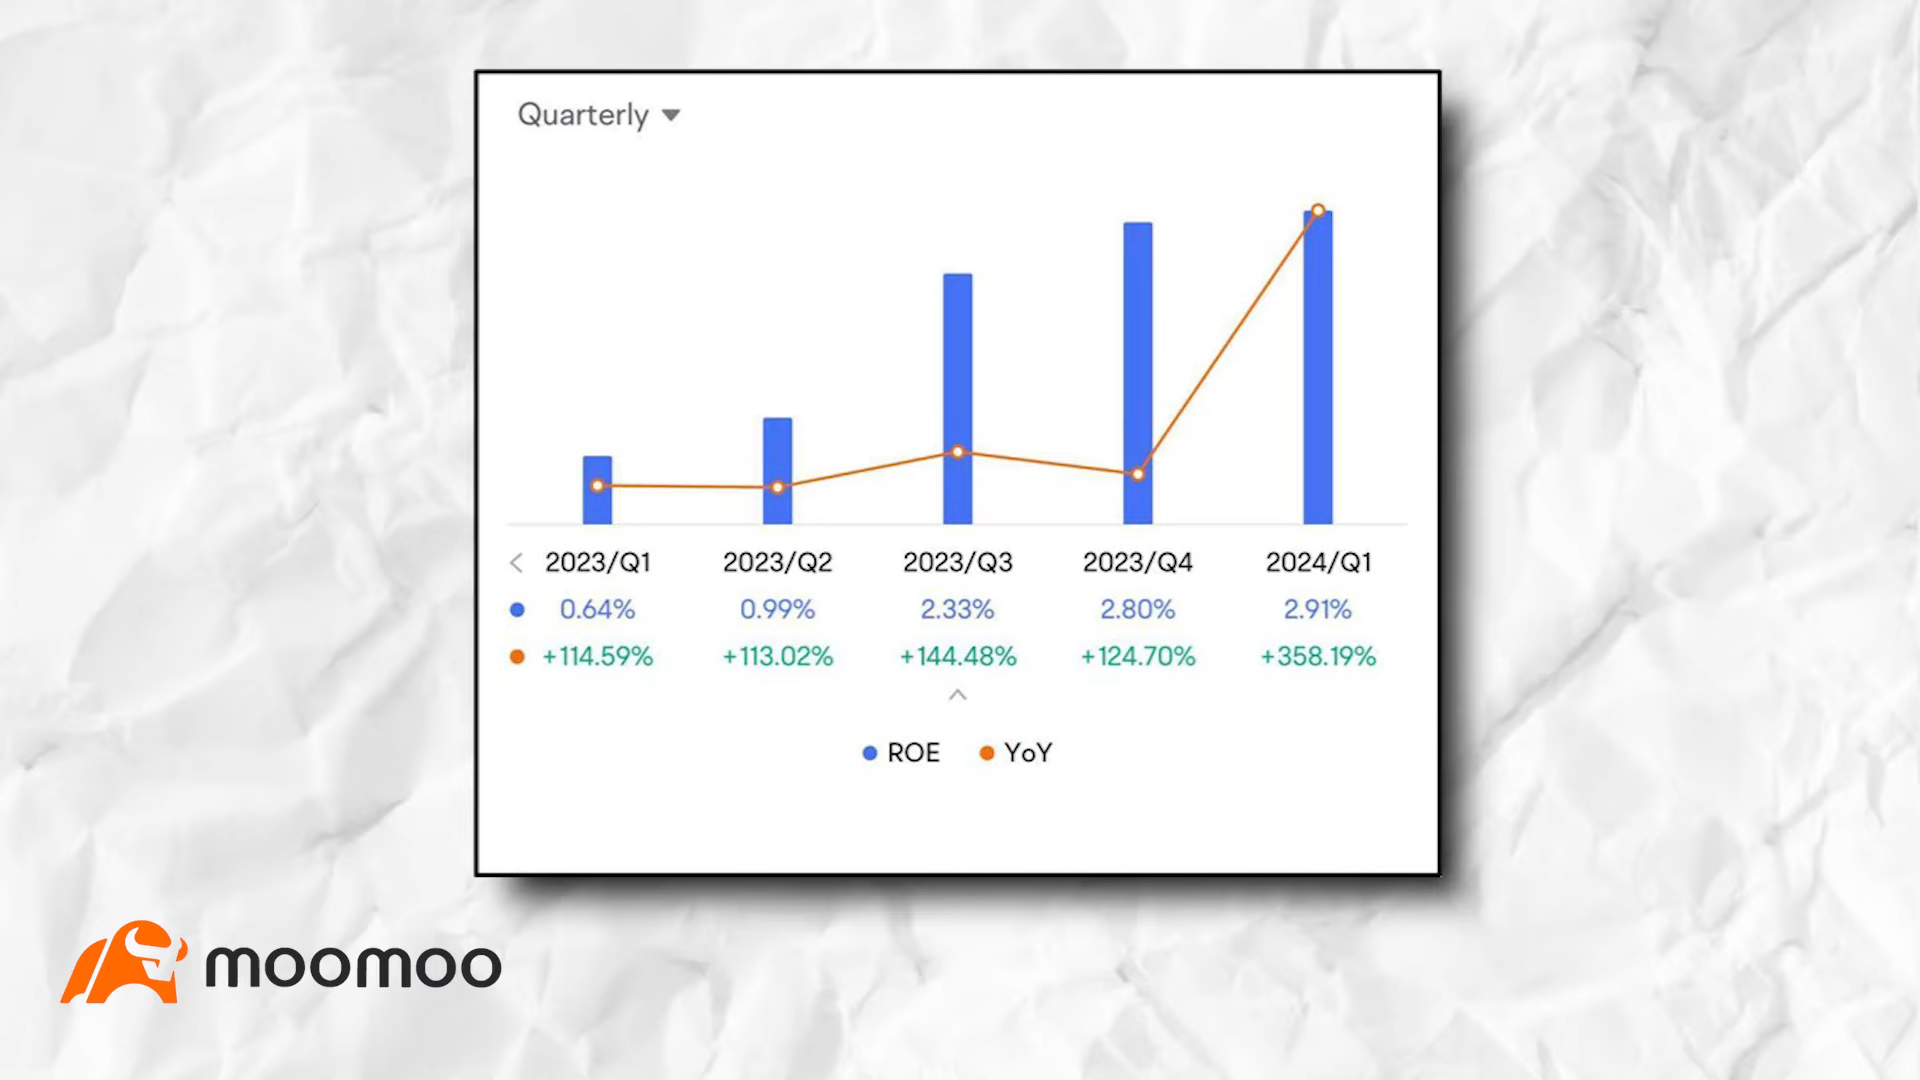 Quarterly
2023/Q1 2023/Q2 2023/Q3 2023/Q4 2024/Q1
0.64% 0.99% 2.33% 2.80% 2.91%
+114.59% +113.02% +144.48% +124.70% +358.19%
ROE YoY
moomoo